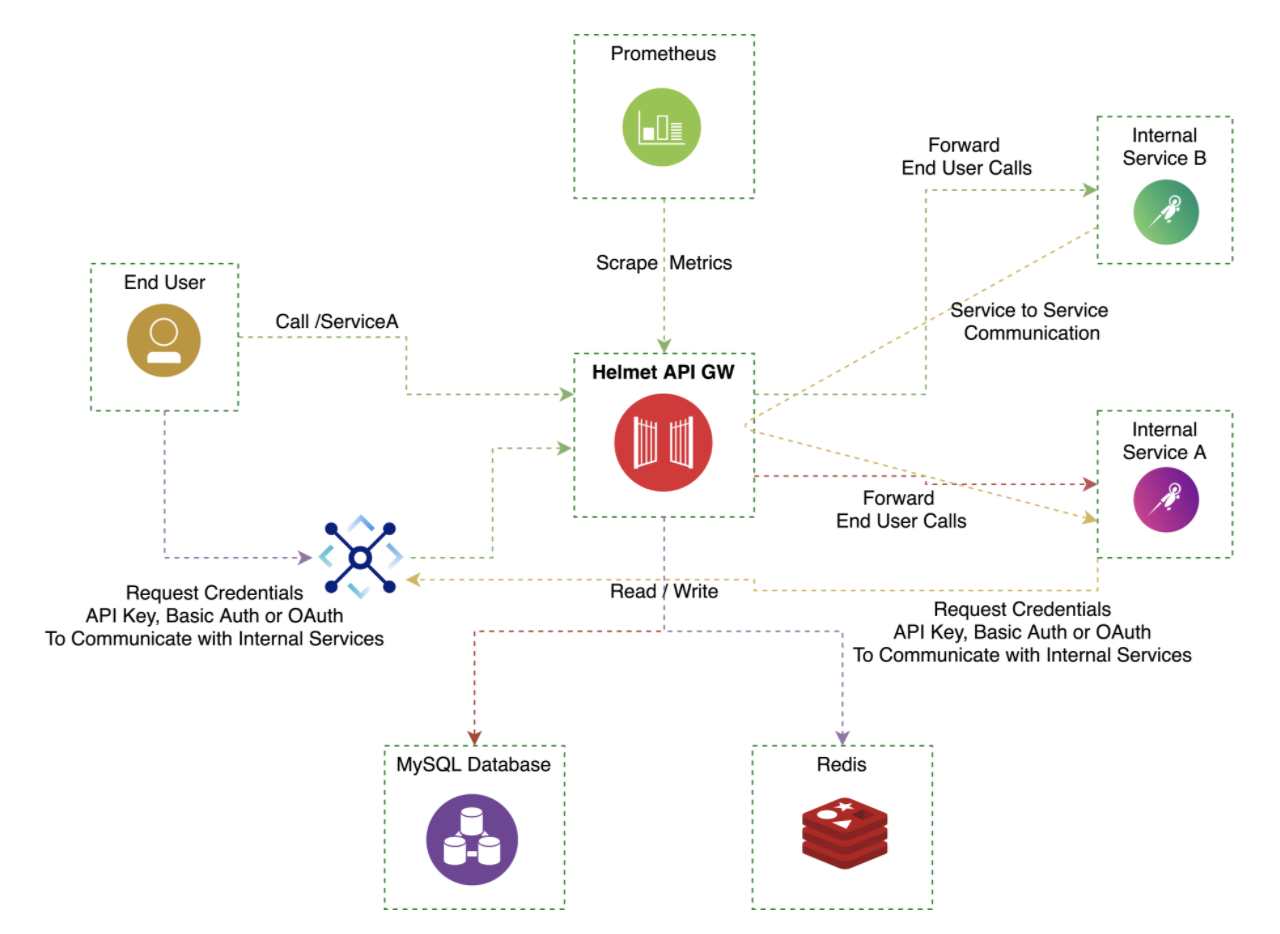 Prometheus
Forward
End User Calls
Internal
Service B
Scrape Metrics
End User
Call /ServiceA
Service to Service
Communication
Helmet API GW
Internal
Service A
Forward
End User Calls
Request Credentials
API Key, Basic Auth or OAuth
To Communicate with Internal Services
Read / Write
Request Credentials
API Key, Basic Auth or OAuth
To Communicate with Internal Services
MySQL Database
Redis